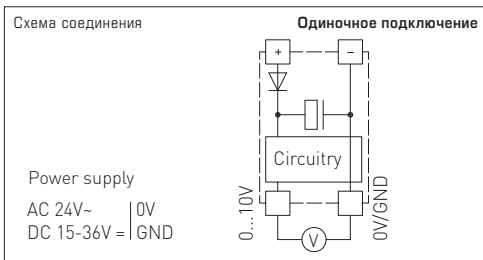 Схема соединения
Одиночное подключение
+ −
Circuitry
Power supply
AC 24V~ | 0V
DC 15-36V = | GND
0...10V
0V/GND
V